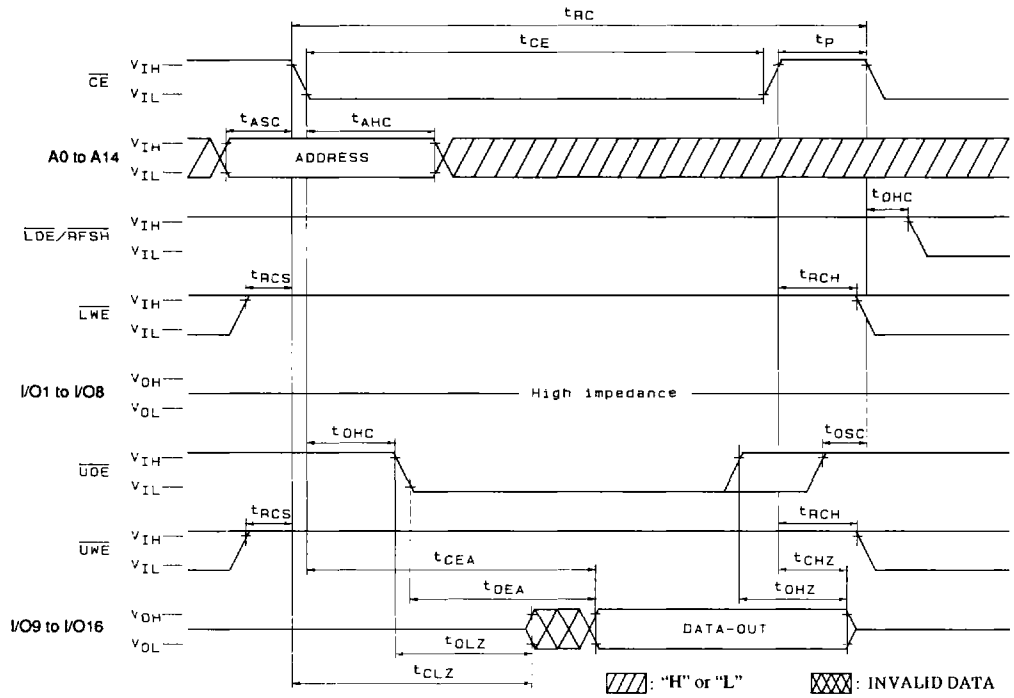 tRC
tCE
tP
CE
VIH
VIL
tASC
tAHC
A0 to A14
VIH
VIL
ADDRESS
tOHC
LOE/RFSH
VIH
VIL
tRCS
tRCH
LWE
VIH
VIL
I/O1 to I/O8
VOH
VOL
High impedance
tOHC
tOSC
UOE
VIH
VIL
tRCS
tRCH
UWE
VIH
VIL
tCEA
tCHZ
tOEA
tOHZ
I/O9 to I/O16
VOH
VOL
DATA-OUT
tOLZ
tCLZ
: "H" or "L"
: INVALID DATA